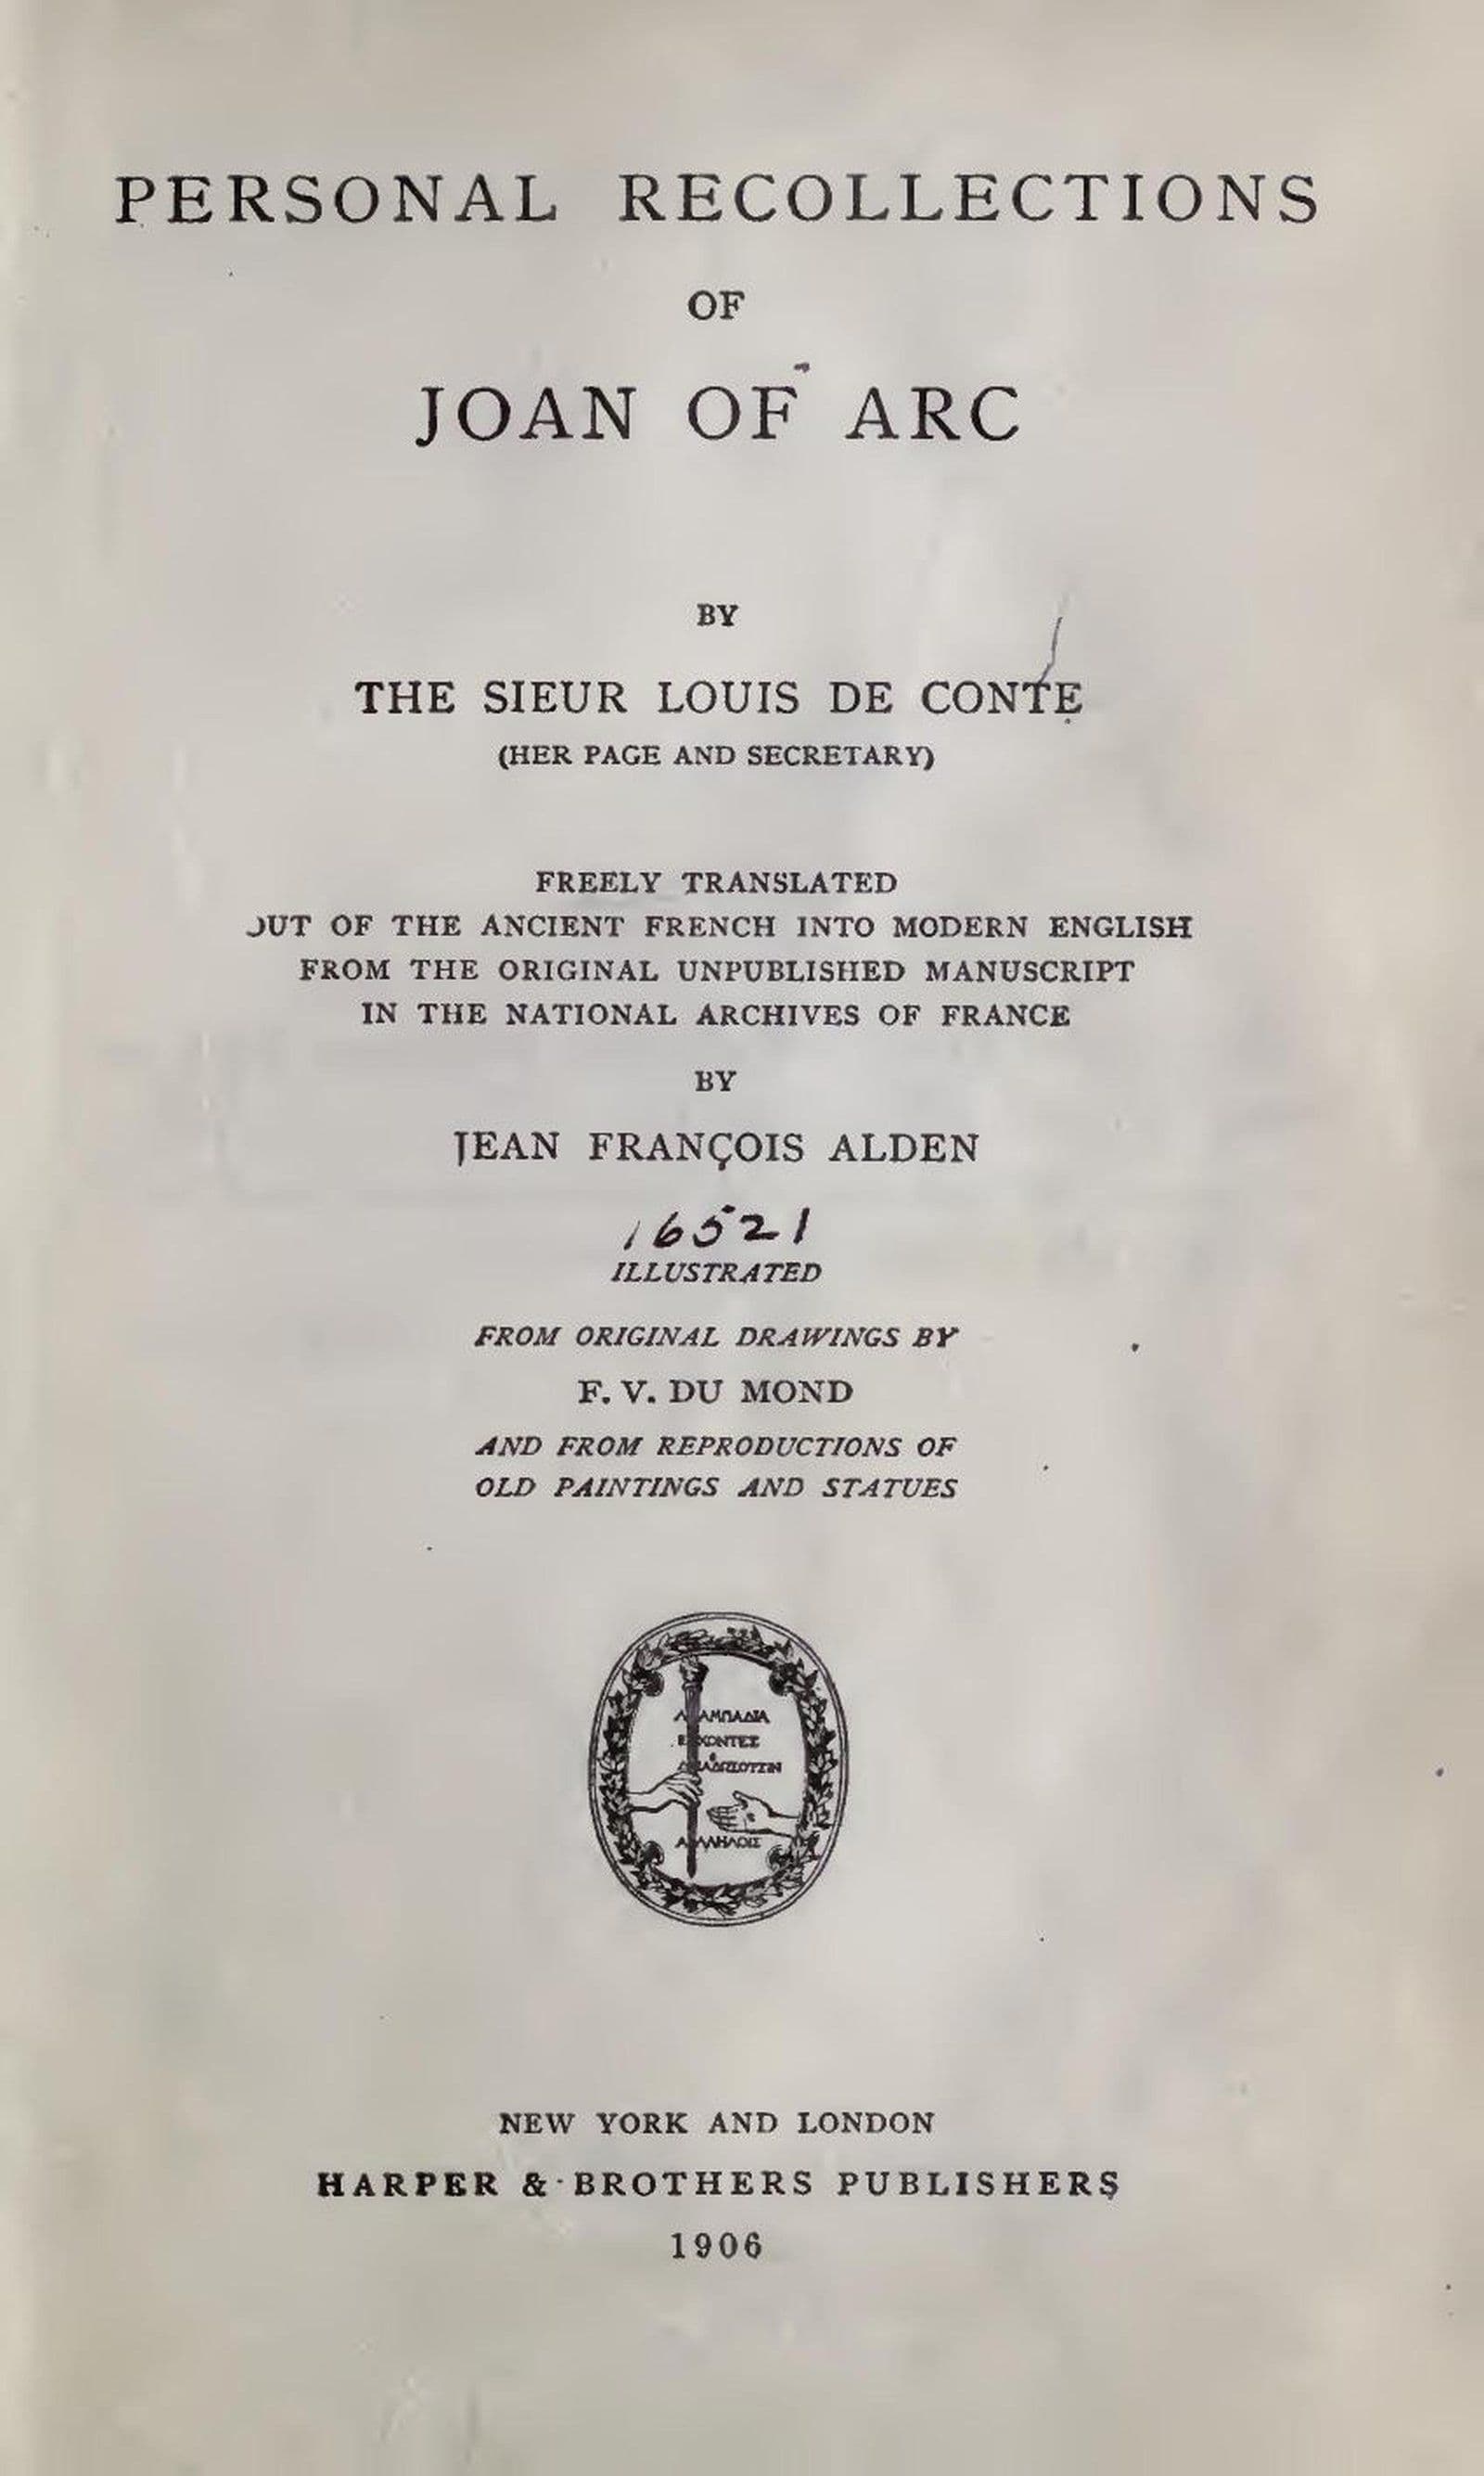 PERSONAL RECOLLECTIONS
OF
JOAN OF ARC
BY
THE SIEUR LOUIS DE CONTE
(HER PAGE AND SECRETARY)
FREELY TRANSLATED
OUT OF THE ANCIENT FRENCH INTO MODERN ENGLISH
FROM THE ORIGINAL UNPUBLISHED MANUSCRIPT
IN THE NATIONAL ARCHIVES OF FRANCE
BY
JEAN FRANÇOIS ALDEN
16521
ILLUSTRATED
FROM ORIGINAL DRAWINGS BY
F. V. DU MOND
AND FROM REPRODUCTIONS OF
OLD PAINTINGS AND STATUES
NEW YORK AND LONDON
HARPER & BROTHERS PUBLISHERS
1906